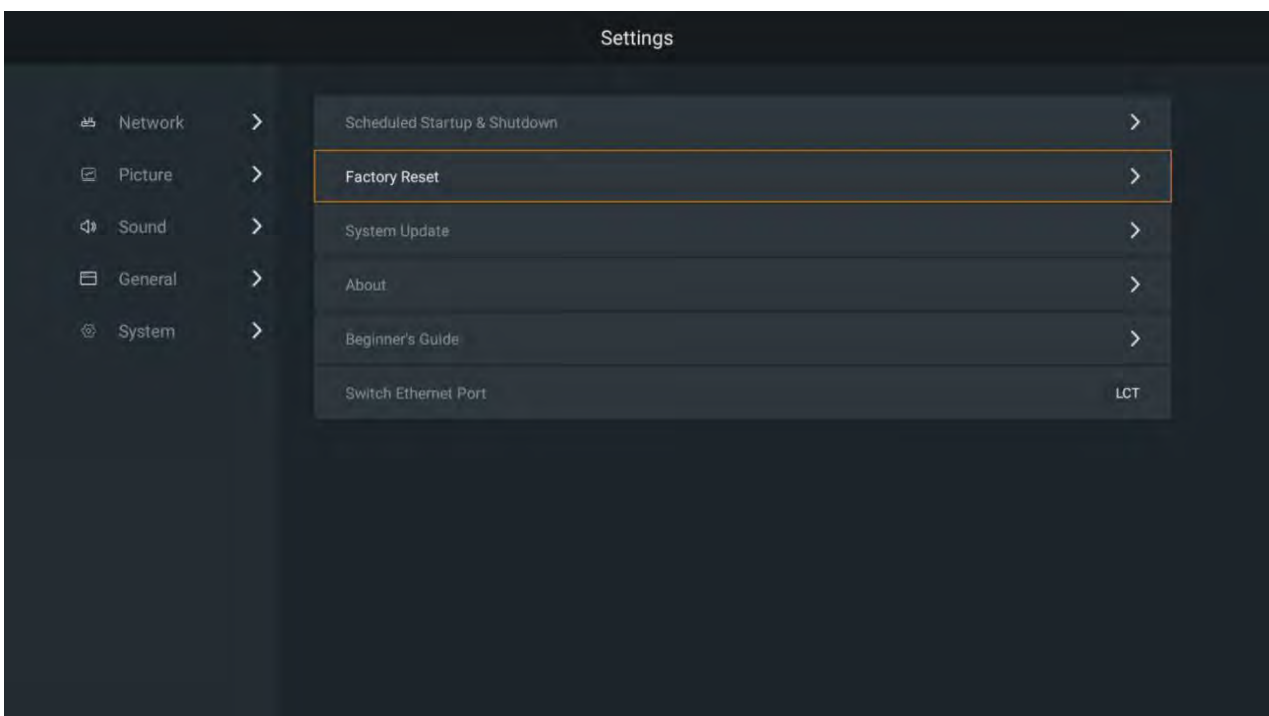 Settings
Network
Picture
Sound
General
System
Scheduled Startup & Shutdown
Factory Reset
System Update
About
Beginner's Guide
Switch Ethernet Port LCT